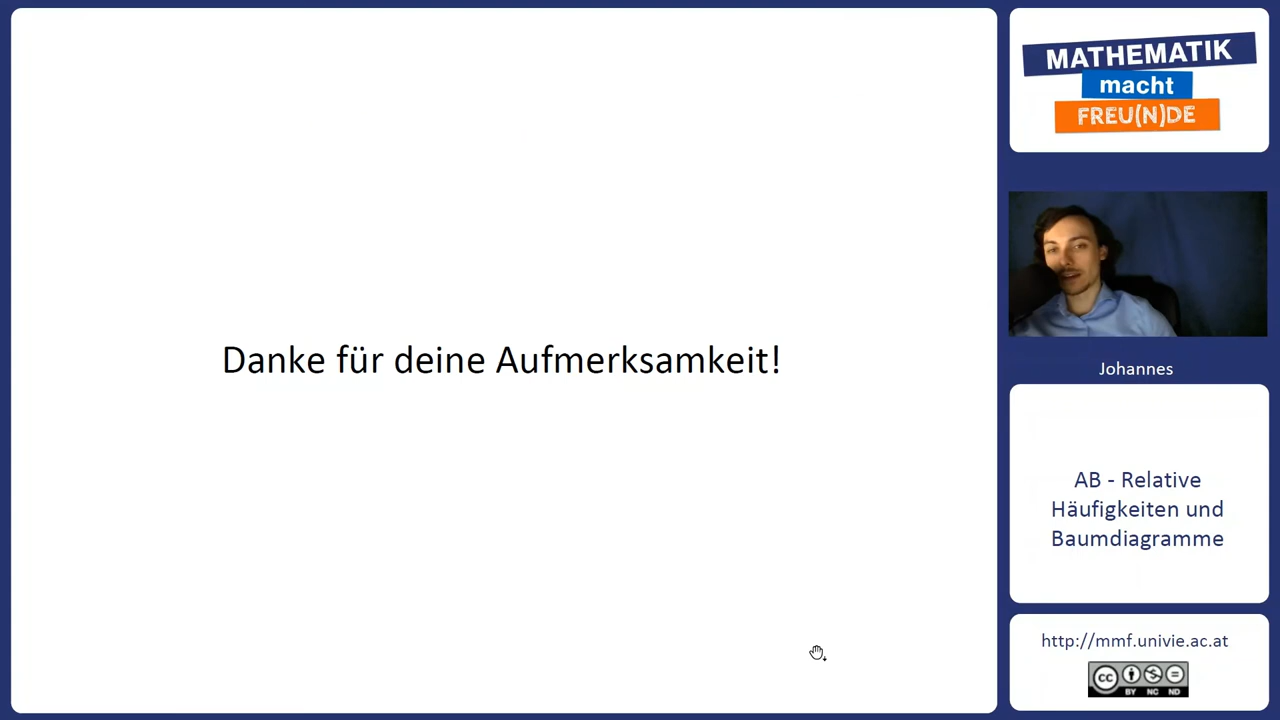 Danke für deine Aufmerksamkeit!
MATHEMATIK
macht
FREU(N)DE
Johannes
AB - Relative
Häufigkeiten und
Baumdiagramme
http://mmf.univie.ac.at
cc
BY NC ND